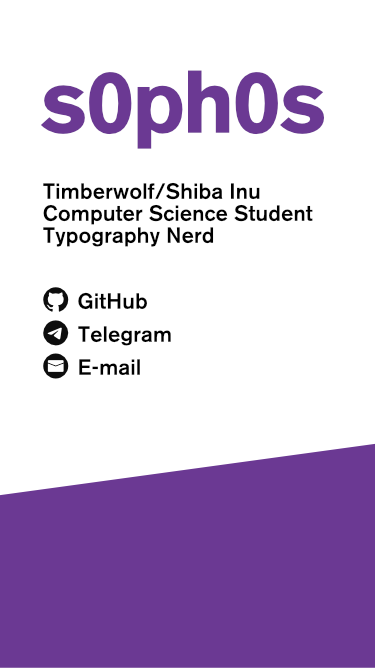 s0ph0s
Timberwolf/Shiba Inu
Computer Science Student
Typography Nerd
GitHub
Telegram
E-mail